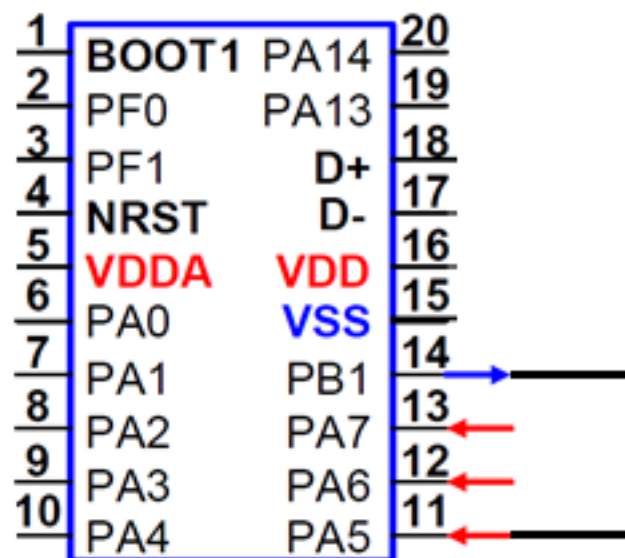 1 BOOT1 PA14 20
2 PF0 PA13 19
3 PF1 D+ 18
4 NRST D- 17
5 VDDA VDD 16
6 PA0 VSS 15
7 PA1 PB1 14
8 PA2 PA7 13
9 PA3 PA6 12
10 PA4 PA5 11